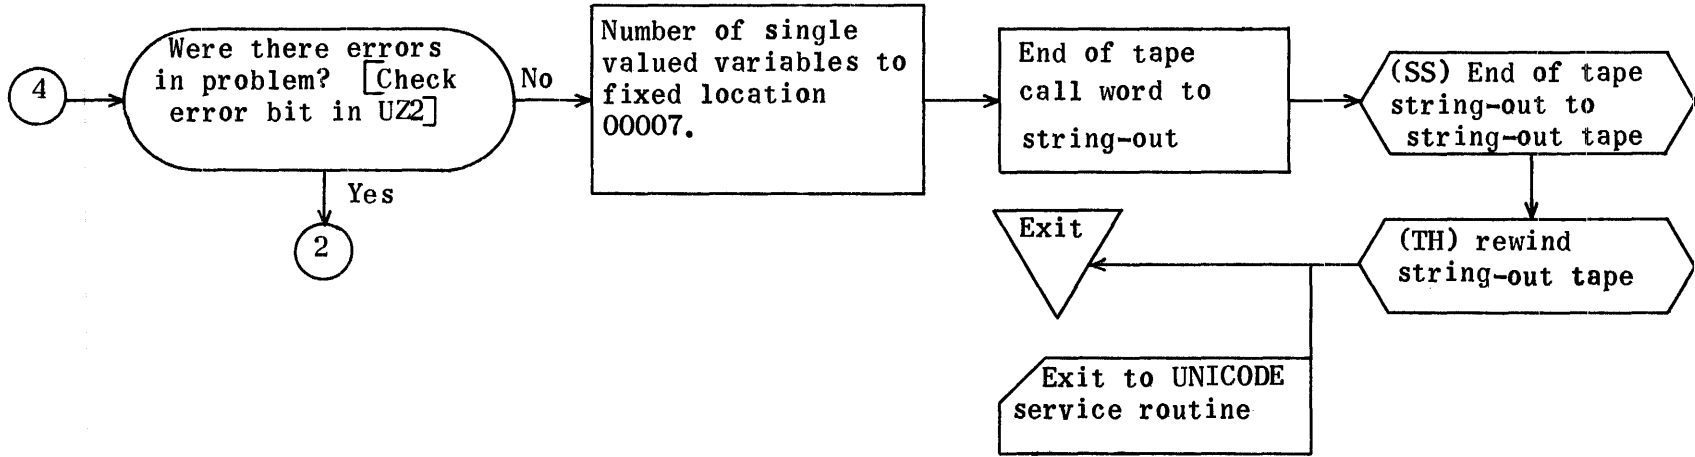 4
Were there errors
in problem? [Check
error bit in UZ2]
No
Yes
2
Number of single
valued variables to
fixed location
00007.
End of tape
call word to
string-out
(SS) End of tape
string-out to
string-out tape
(TH) rewind
string-out tape
Exit
Exit to UNICODE
service routine